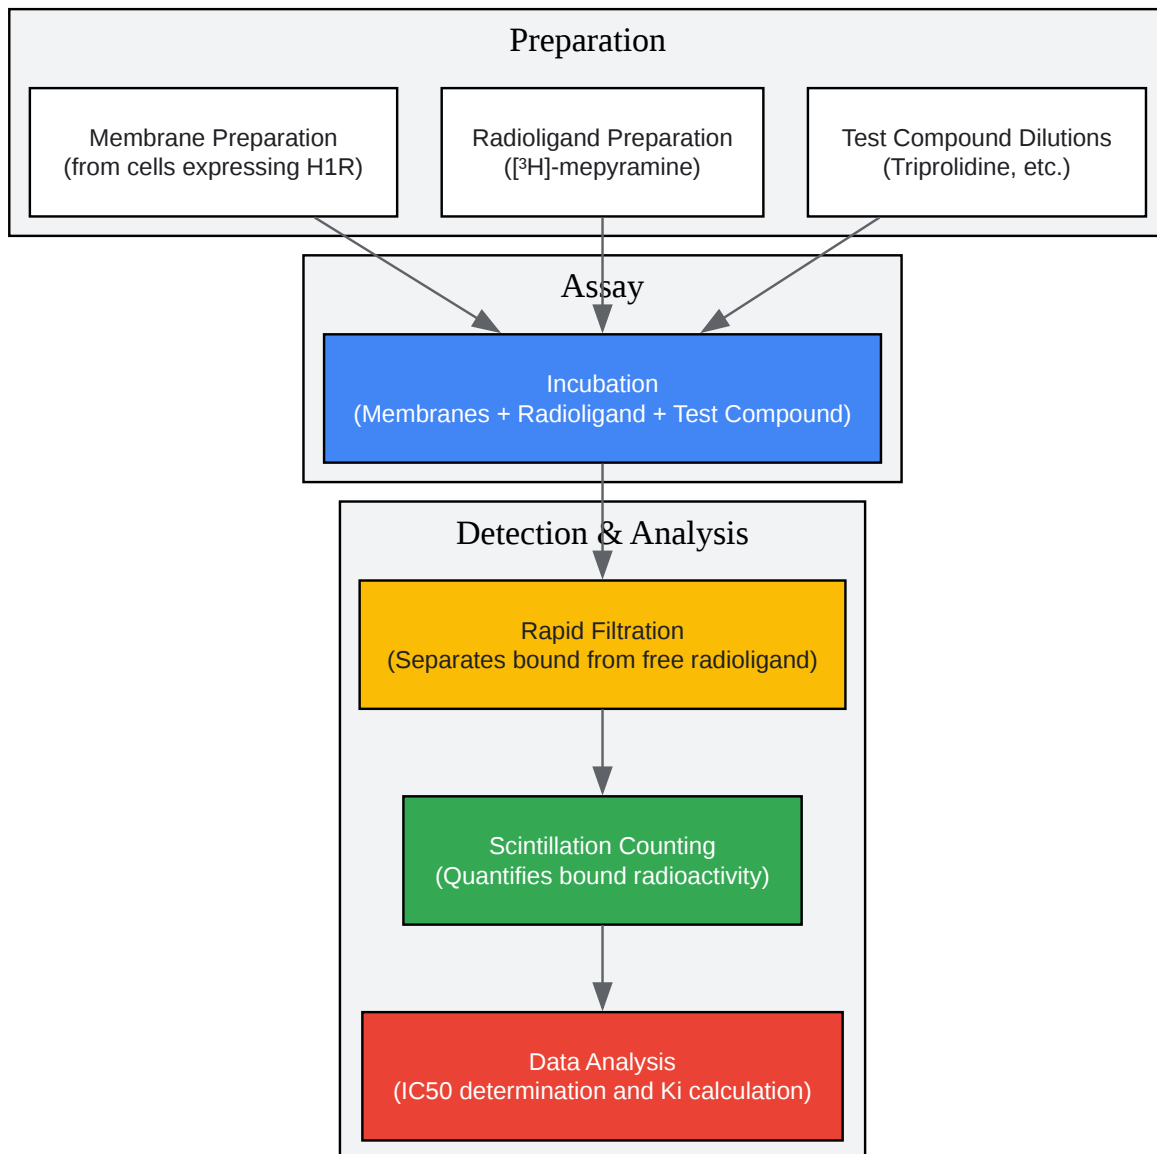 Preparation
Membrane Preparation
(from cells expressing H1R)
Radioligand Preparation
([³H]-mepyramine)
Test Compound Dilutions
(Triprolidine, etc.)
Assay
Incubation
(Membranes + Radioligand + Test Compound)
Detection & Analysis
Rapid Filtration
(Separates bound from free radioligand)
Scintillation Counting
(Quantifies bound radioactivity)
Data Analysis
(IC50 determination and Ki calculation)